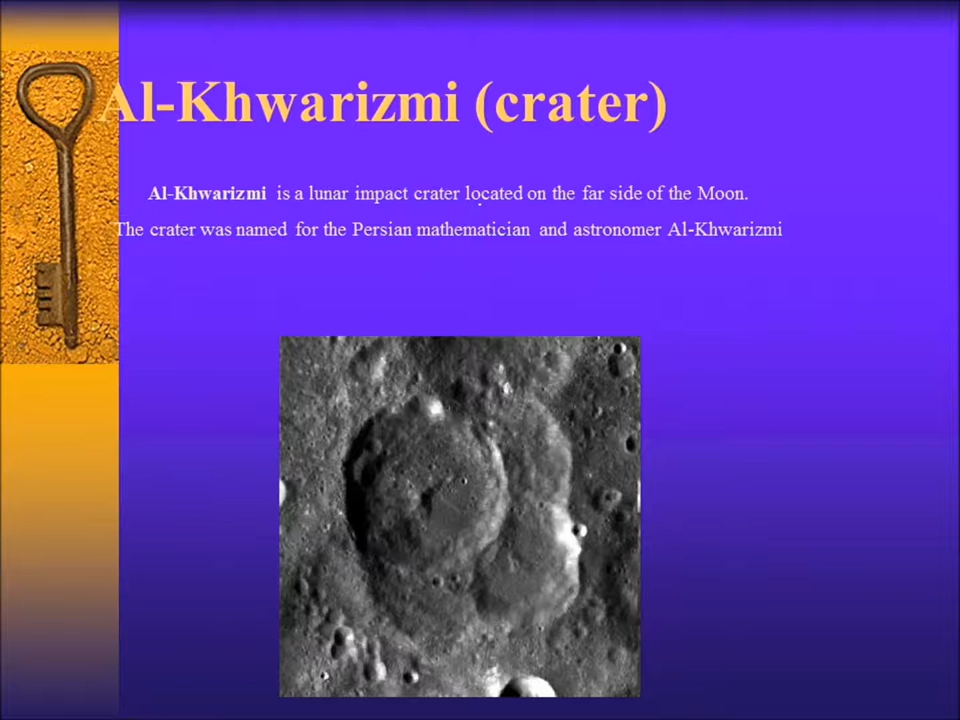 Al-Khwarizmi (crater)
Al-Khwarizmi is a lunar impact crater located on the far side of the Moon.
The crater was named for the Persian mathematician and astronomer Al-Khwarizmi